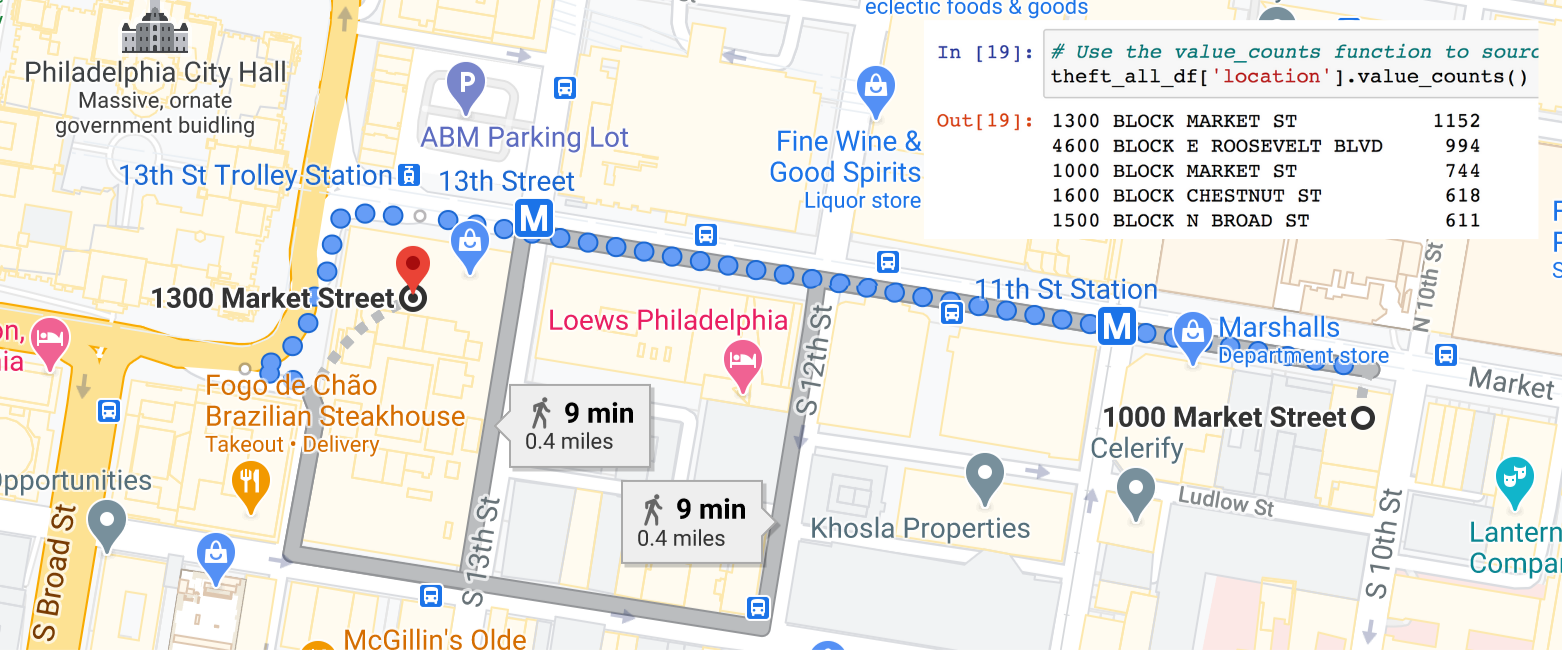 eclectic foods & goods
In [19]:
# Use the value_counts function to sourc
theft_all_df['location'].value_counts()
Out[19]:
1300 BLOCK MARKET ST 1152
4600 BLOCK E ROOSEVELT BLVD 994
1000 BLOCK MARKET ST 744
1600 BLOCK CHESTNUT ST 618
1500 BLOCK N BROAD ST 611
Philadelphia City Hall
Massive, ornate
government buidling
P
ABM Parking Lot
Fine Wine &
Good Spirits
Liquor store
13th St Trolley Station
13th Street
M
1300 Market Street
11th St Station
M
N 10th St
Marshalls
Department store
Market
Loews Philadelphia
S 12th St
1000 Market Street
Fogo de Chão
Brazilian Steakhouse
Takeout • Delivery
9 min
0.4 miles
Celerify
pportunities
9 min
0.4 miles
Khosla Properties
Ludlow St
Lantern
Compa
S Broad St
S 13th St
S 10th St
McGillin's Olde